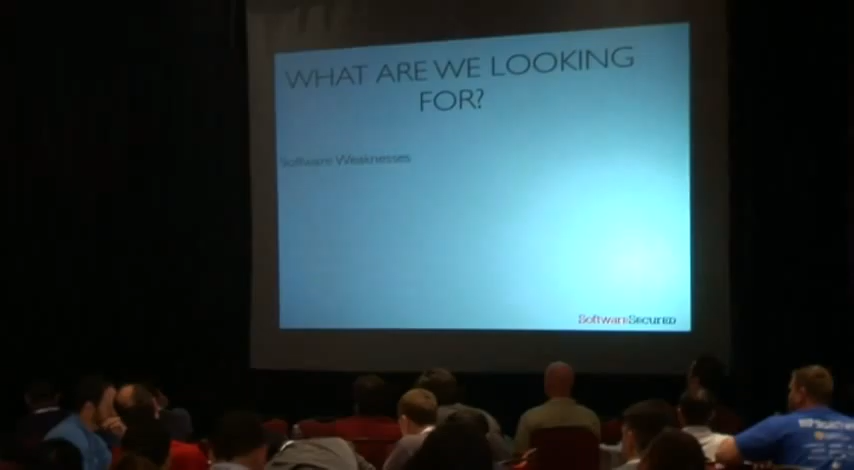 WHAT ARE WE LOOKING
FOR?
Software Weaknesses
SoftwareSecured